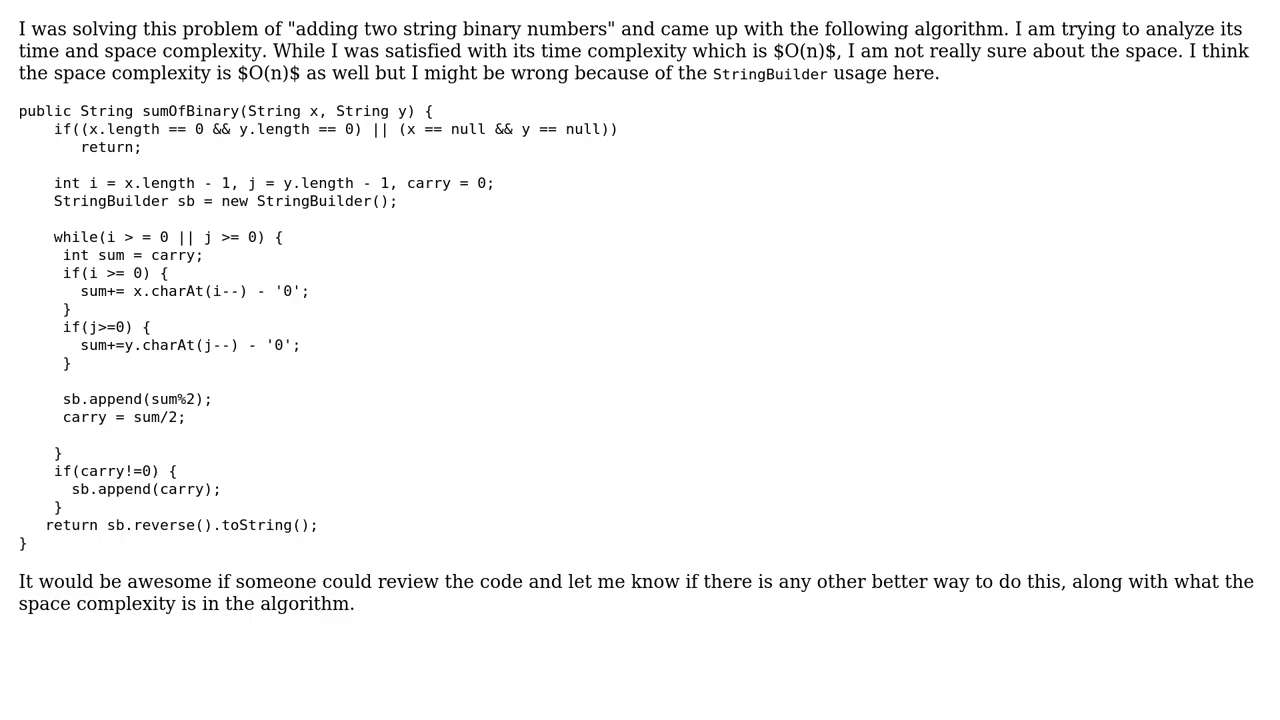 I was solving this problem of "adding two string binary numbers" and came up with the following algorithm. I am trying to analyze its
time and space complexity. While I was satisfied with its time complexity which is $O(n)$, I am not really sure about the space. I think
the space complexity is $O(n)$ as well but I might be wrong because of the StringBuilder usage here.
public String sumOfBinary(String x, String y) {
    if((x.length == 0 && y.length == 0) || (x == null && y == null))
       return;
    int i = x.length - 1, j = y.length - 1, carry = 0;
    StringBuilder sb = new StringBuilder();
    while(i > = 0 || j >= 0) {
     int sum = carry;
     if(i >= 0) {
       sum+= x.charAt(i--) - '0';
     }
     if(j>=0) {
       sum+=y.charAt(j--) - '0';
     }
     sb.append(sum%2);
     carry = sum/2;
    }
    if(carry!=0) {
      sb.append(carry);
    }
   return sb.reverse().toString();
}
It would be awesome if someone could review the code and let me know if there is any other better way to do this, along with what the
space complexity is in the algorithm.